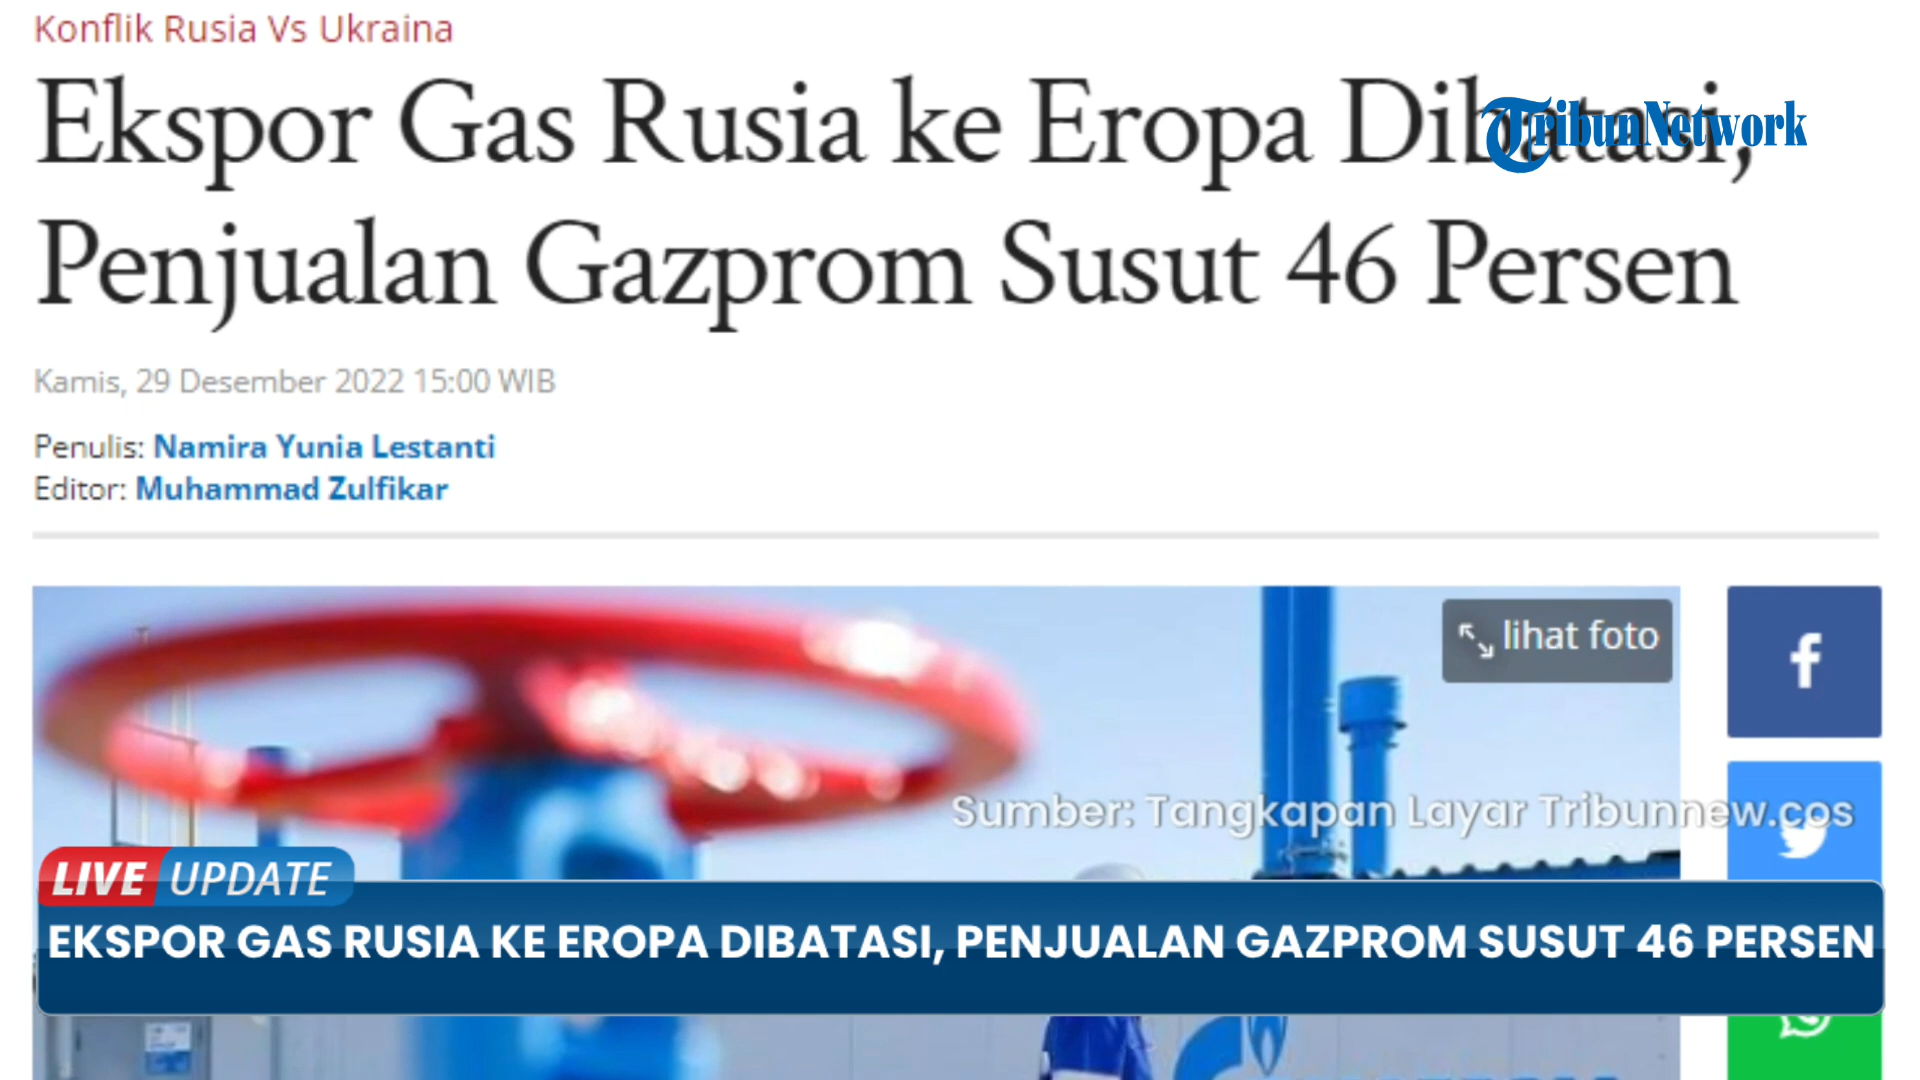 Konflik Rusia Vs Ukraina
Ekspor Gas Rusia ke Eropa Dibatasi,
TribunNetwork
Penjualan Gazprom Susut 46 Persen
Kamis, 29 Desember 2022 15:00 WIB
Penulis: Namira Yunia Lestanti
Editor: Muhammad Zulfikar
lihat foto
f
Sumber: Tangkapan Layar Tribunnew.cos
LIVE UPDATE
EKSPOR GAS RUSIA KE EROPA DIBATASI, PENJUALAN GAZPROM SUSUT 46 PERSEN